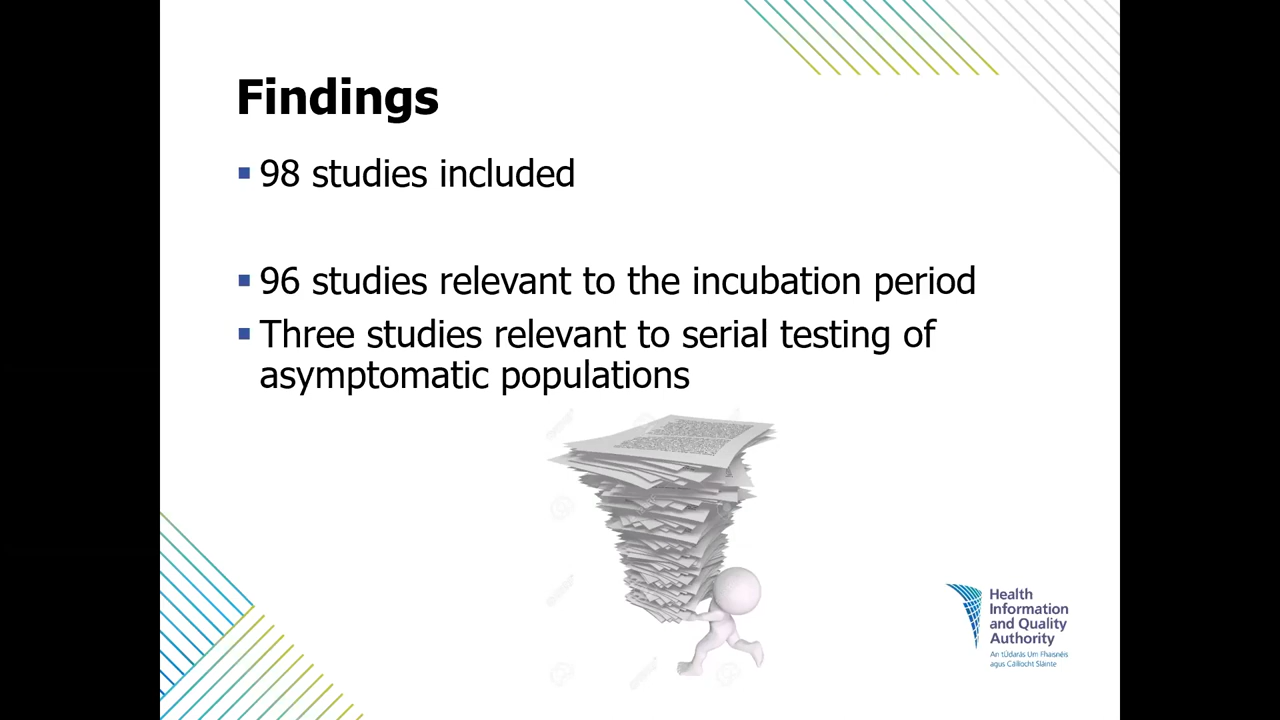 Findings
98 studies included
96 studies relevant to the incubation period
Three studies relevant to serial testing of
asymptomatic populations
Health
Information
and Quality
Authority
An tÚdarás Um Fhaisnéis
agus Cáilíocht Sláinte